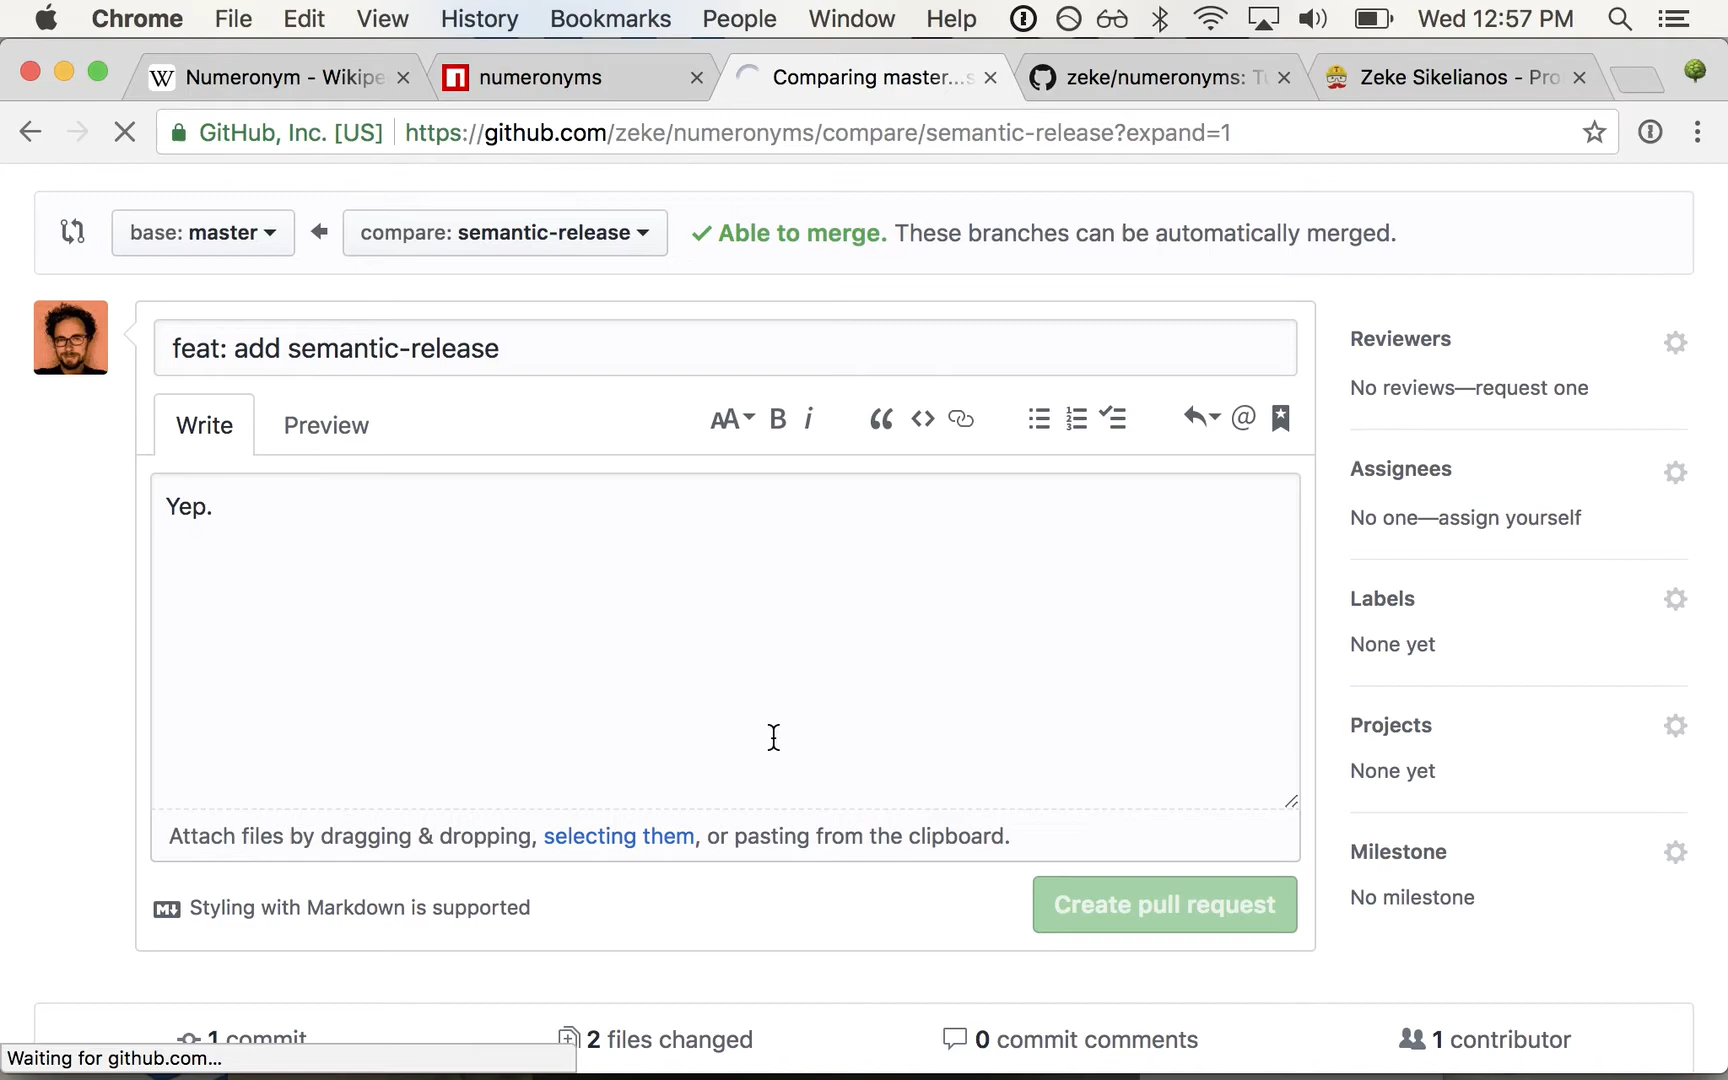 Chrome File Edit View History Bookmarks People Window Help Wed 12:57 PM
W Numeronym - Wikipe numeronyms Comparing master...s zeke/numeronyms: Tu Zeke Sikelianos - Pro
GitHub, Inc. [US] https://github.com/zeke/numeronyms/compare/semantic-release?expand=1
base: master compare: semantic-release Able to merge. These branches can be automatically merged.
feat: add semantic-release
Reviewers
No reviews—request one
Write Preview AA B i @
Yep.
Assignees
No one—assign yourself
Labels
None yet
Projects
None yet
Attach files by dragging & dropping, selecting them, or pasting from the clipboard.
Milestone
No milestone
Styling with Markdown is supported
Create pull request
1 commit 2 files changed 0 commit comments 1 contributor
Waiting for github.com...